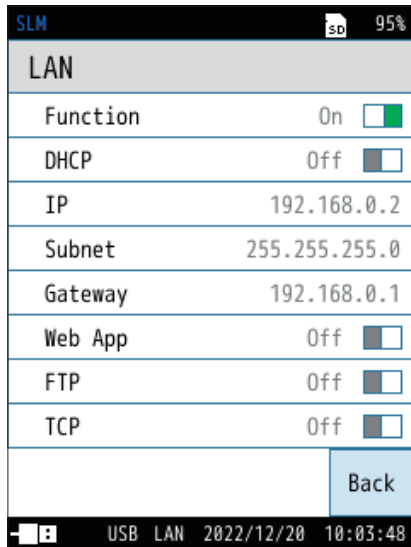 SLM SD 95%
LAN
Function On
DHCP Off
IP 192.168.0.2
Subnet 255.255.255.0
Gateway 192.168.0.1
Web App Off
FTP Off
TCP Off
Back
USB LAN 2022/12/20 10:03:48